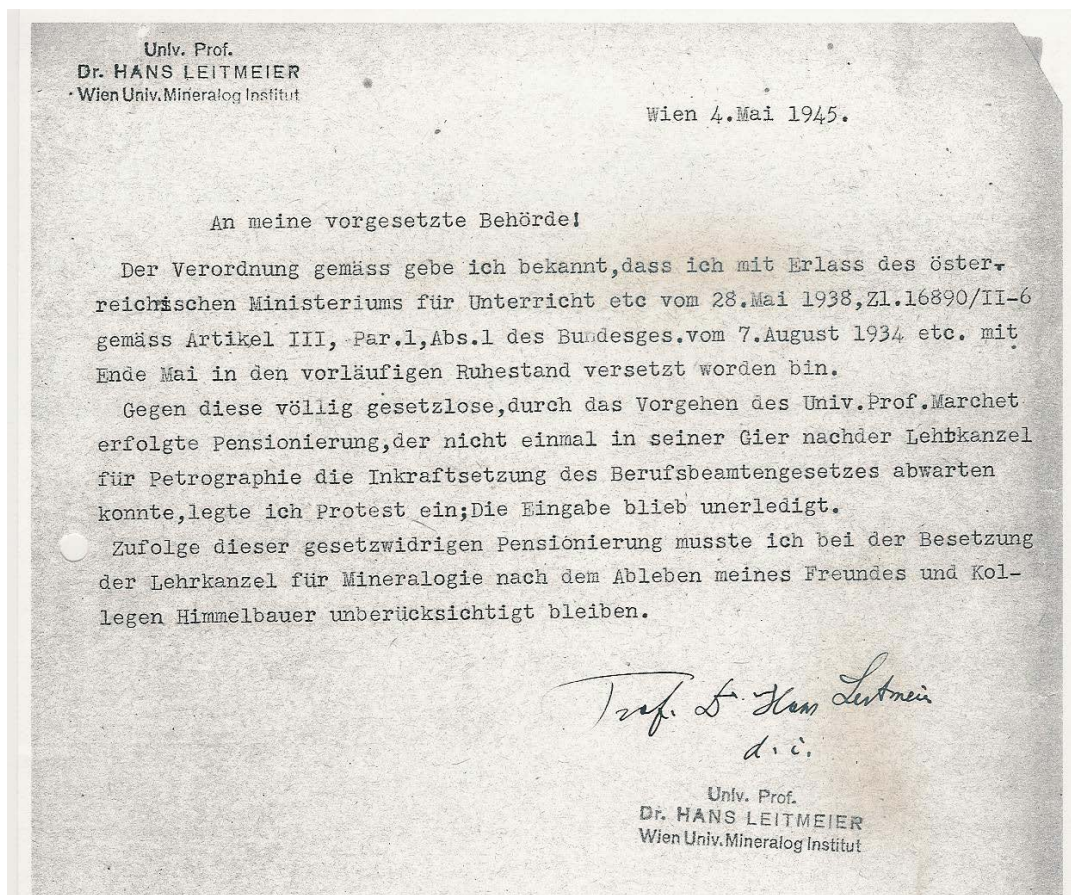 Univ. Prof.
Dr. HANS LEITMEIER
Wien Univ. Mineralog Institut
Wien 4.Mai 1945.
An meine vorgesetzte Behörde!
Der Verordnung gemäss gebe ich bekannt,dass ich mit Erlass des öster-
reichischen Ministeriums für Unterricht etc vom 28.Mai 1938,Zl.16890/II-6
gemäss Artikel III, Par.1,Abs.1 des Bundesges.vom 7.August 1934 etc. mit
Ende Mai in den vorläufigen Ruhestand versetzt worden bin.
Gegen diese völlig gesetzlose,durch das Vorgehen des Univ.Prof.Marchet
erfolgte Pensionierung,der nicht einmal in seiner Gier nachder Lehrkanzel
für Petrographie die Inkraftsetzung des Berufsbeamtengesetzes abwarten
konnte,legte ich Protest ein;Die Eingabe blieb unerledigt.
Zufolge dieser gesetzwidrigen Pensionierung musste ich bei der Besetzung
der Lehrkanzel für Mineralogie nach dem Ableben meines Freundes und Kol-
legen Himmelbauer unberücksichtigt bleiben.
Prof. Dr Hans Leitmeier
d. i.
Univ. Prof.
Dr. HANS LEITMEIER
Wien Univ. Mineralog Institut